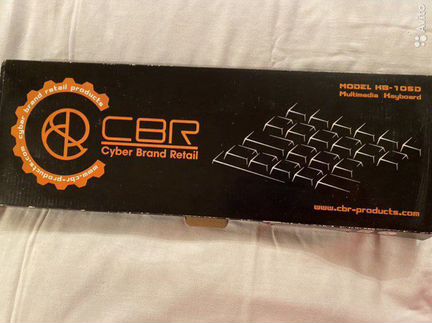 cyber brand retail products
www.cbr-products.com
CBR
Cyber Brand Retail
MODEL KB-105D
Multimedia Keyboard
www.cbr-products.com
Avito